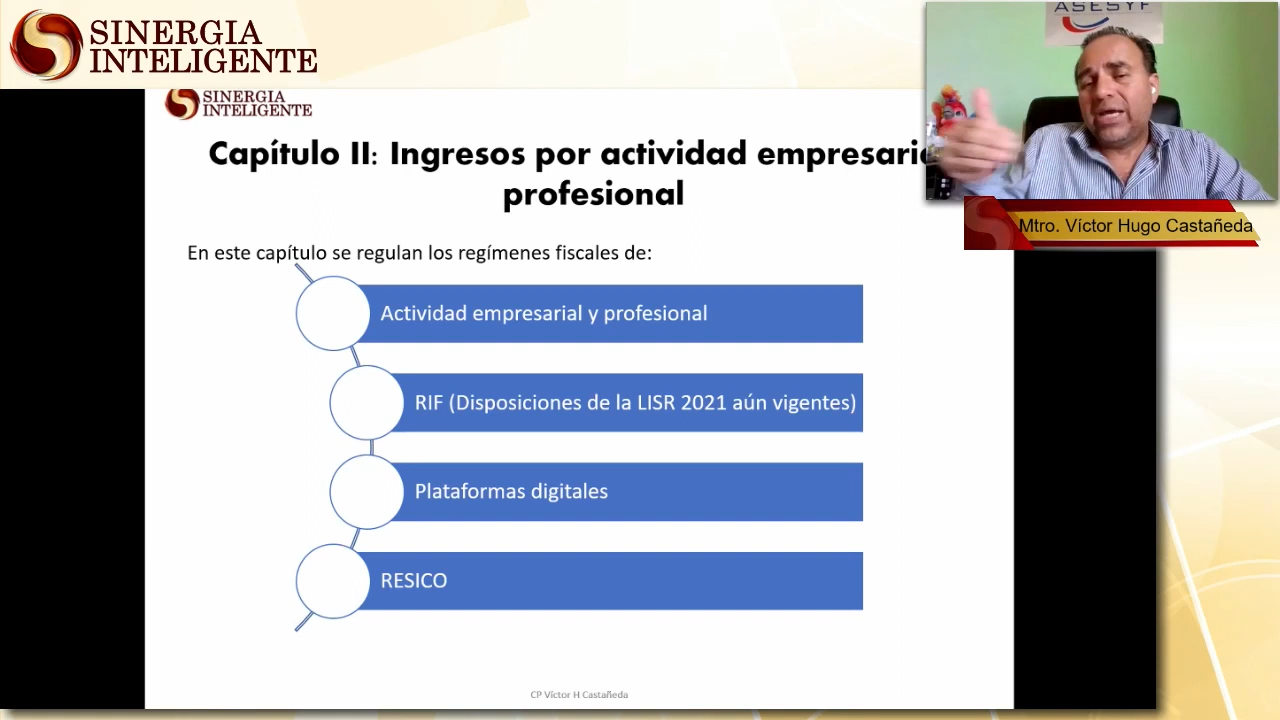 SINERGIA
INTELIGENTE
SINERGIA
INTELIGENTE
ASESYF
Mtro. Víctor Hugo Castañeda
Capítulo II: Ingresos por actividad
profesional
En este capítulo se regulan los regímenes fiscales de:
Actividad empresarial y profesional
RIF (Disposiciones de la LISR 2021 aún vigentes)
Plataformas digitales
RESICO
CP Víctor H Castañeda